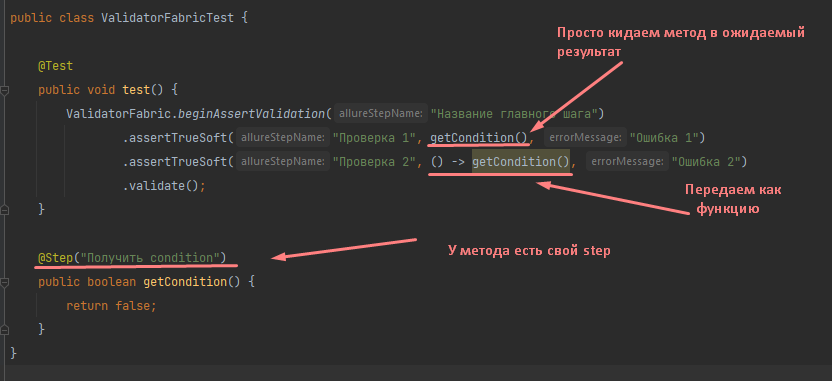 public class ValidatorFabricTest {
Просто кидаем метод в ожидаемый
результат
@Test
public void test() {
ValidatorFabric.beginAssertValidation( allureStepName: "Название главного шага")
.assertTrueSoft( allureStepName: "Проверка 1", getCondition(), errorMessage: "Ошибка 1")
.assertTrueSoft( allureStepName: "Проверка 2", () -> getCondition(), errorMessage: "Ошибка 2")
.validate();
Передаем как
функцию
}
@Step("Получить condition")
У метода есть свой step
public boolean getCondition() {
return false;
}
}